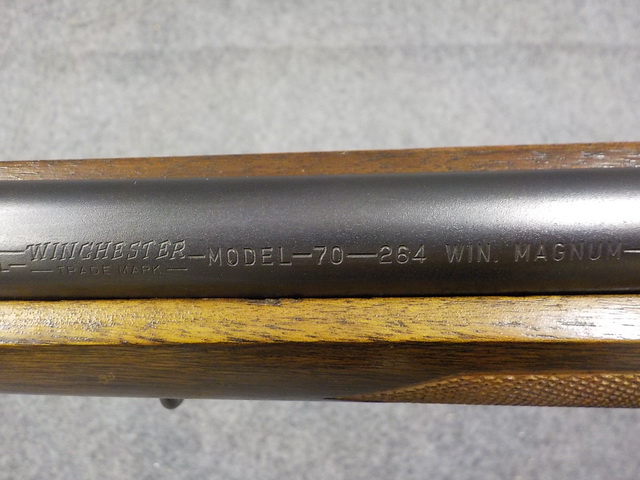 —WINCHESTER—MODEL—70—264 WIN. MAGNUM—
—TRADE MARK—